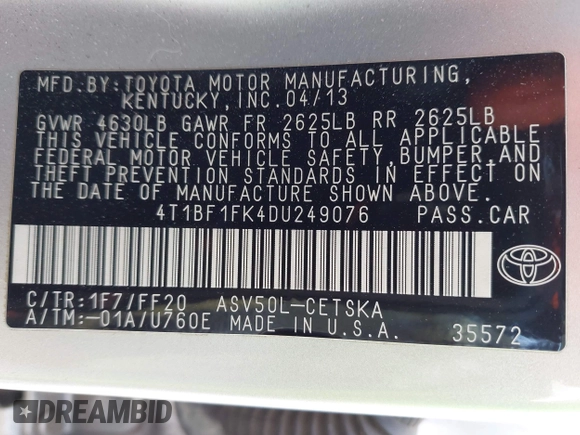 MFD.BY:TOYOTA MOTOR MANUFACTURING,
KENTUCKY, INC. 04/13
GVWR 4630LB GAWR FR 2625LB RR 2625LB
THIS VEHICLE CONFORMS TO ALL APPLICABLE
FEDERAL MOTOR VEHICLE SAFETY, BUMPER, AND
THEFT PREVENTION STANDARDS IN EFFECT ON
THE DATE OF MANUFACTURE SHOWN ABOVE.
4T1BF1FK4DU249076 PASS.CAR
C/TR:1F7/FF20 ASV50L-CETSKA
A/TM:-01A/U760E MADE IN U.S.A. 35572
DREAMBID